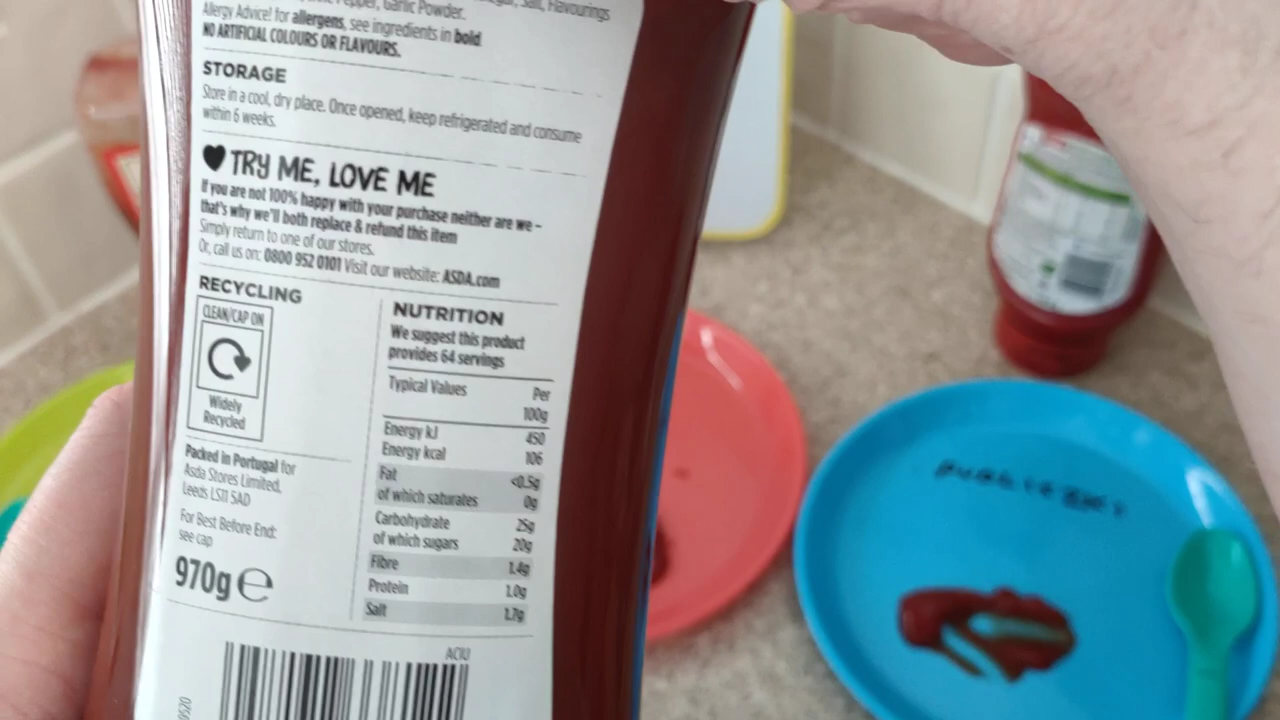 Pepper, Garlic Powder.
Salt, Flavourings
Allergy Advice! for allergens, see ingredients in bold
NO ARTIFICIAL COLOURS OR FLAVOURS.
STORAGE
Store in a cool, dry place. Once opened, keep refrigerated and consume
within 6 weeks.
TRY ME, LOVE ME
If you are not 100% happy with your purchase neither are we –
that's why we'll both replace & refund this item
Simply return to one of our stores.
Or, call us on: 0800 952 0101 Visit our website: ASDA.com
RECYCLING
CLEAN/CAP ON
Widely
Recycled
Packed in Portugal for
Asda Stores Limited,
Leeds LS11 5AD
For Best Before End:
see cap
970g e
NUTRITION
We suggest this product
provides 64 servings
Typical Values Per
100g
Energy kJ 450
Energy kcal 106
Fat <0.5g
of which saturates 0g
Carbohydrate 25g
of which sugars 20g
Fibre 1.4g
Protein 1.0g
Salt 1.7g
AC1U